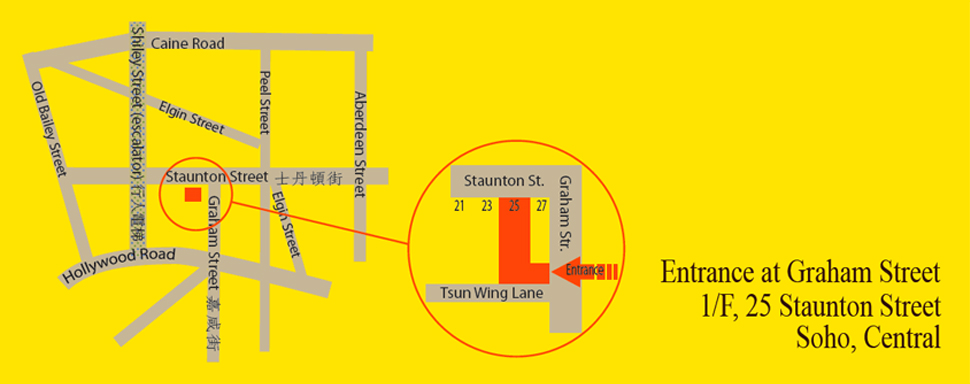 Caine Road
Shiley Street (escalator) 行人電梯
Old Bailey Street
Elgin Street
Peel Street
Aberdeen Street
Staunton Street 士丹頓街
Graham Street 嘉咸街
Elgin Street
Hollywood Road
Staunton St.
Graham Str.
21 23 25 27
Entrance
Tsun Wing Lane
Entrance at Graham Street
1/F, 25 Staunton Street
Soho, Central